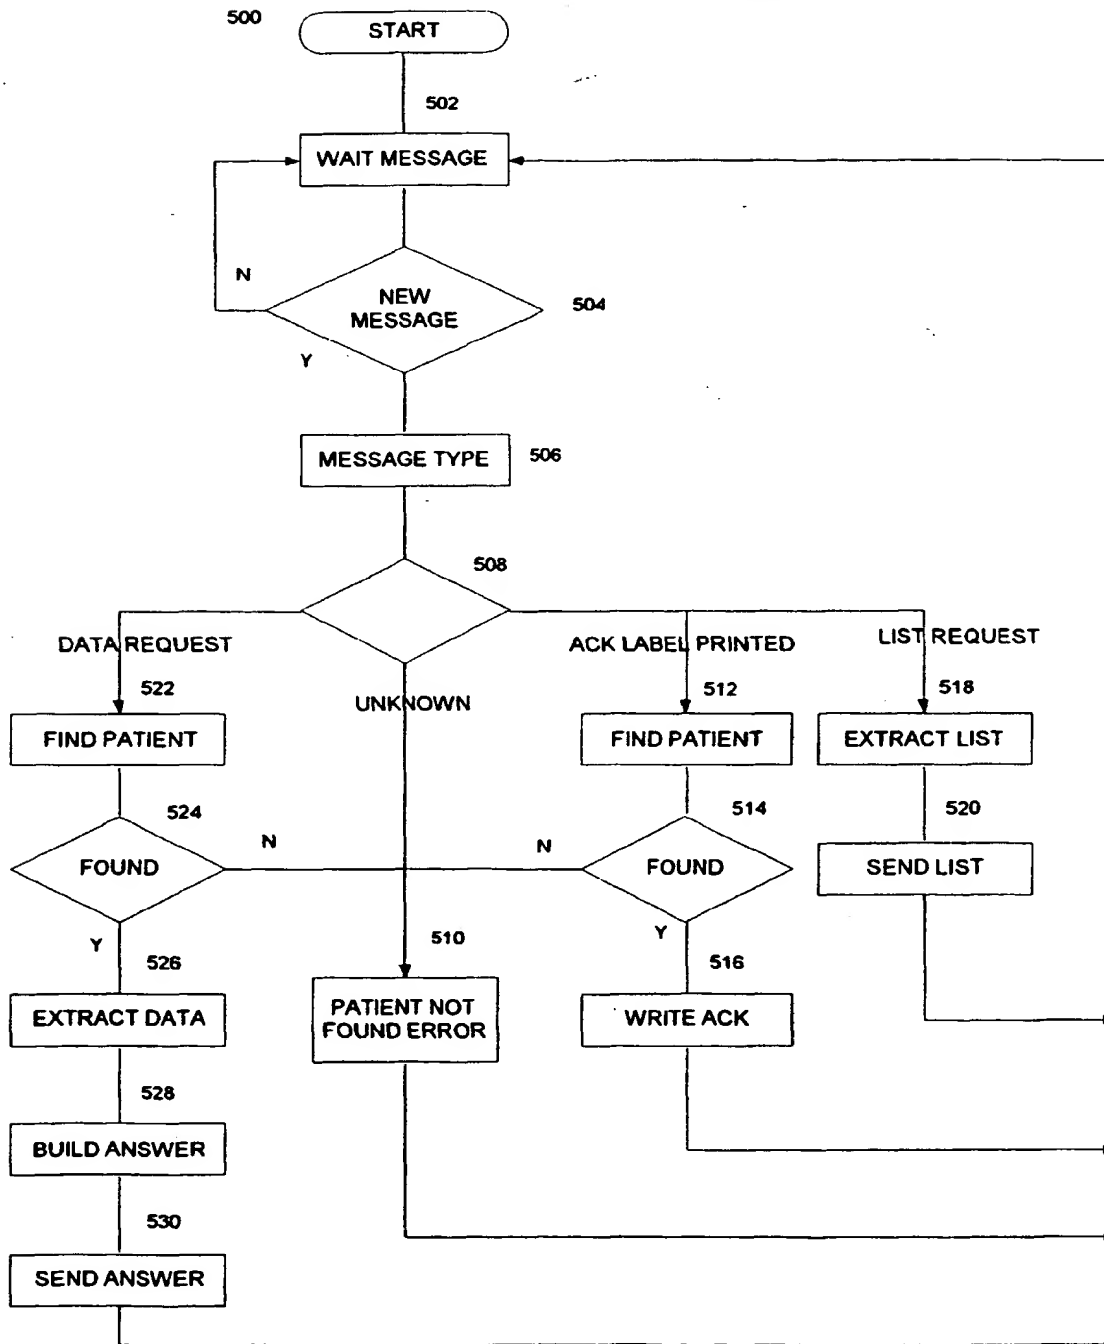 500
START
502
WAIT MESSAGE
N
NEW
MESSAGE
504
Y
MESSAGE TYPE
506
508
DATA REQUEST
ACK LABEL PRINTED
LIST REQUEST
522
UNKNOWN
512
518
FIND PATIENT
FIND PATIENT
EXTRACT LIST
524
514
520
FOUND
N
N
FOUND
SEND LIST
Y
510
Y
526
516
EXTRACT DATA
PATIENT NOT
FOUND ERROR
WRITE ACK
528
BUILD ANSWER
530
SEND ANSWER